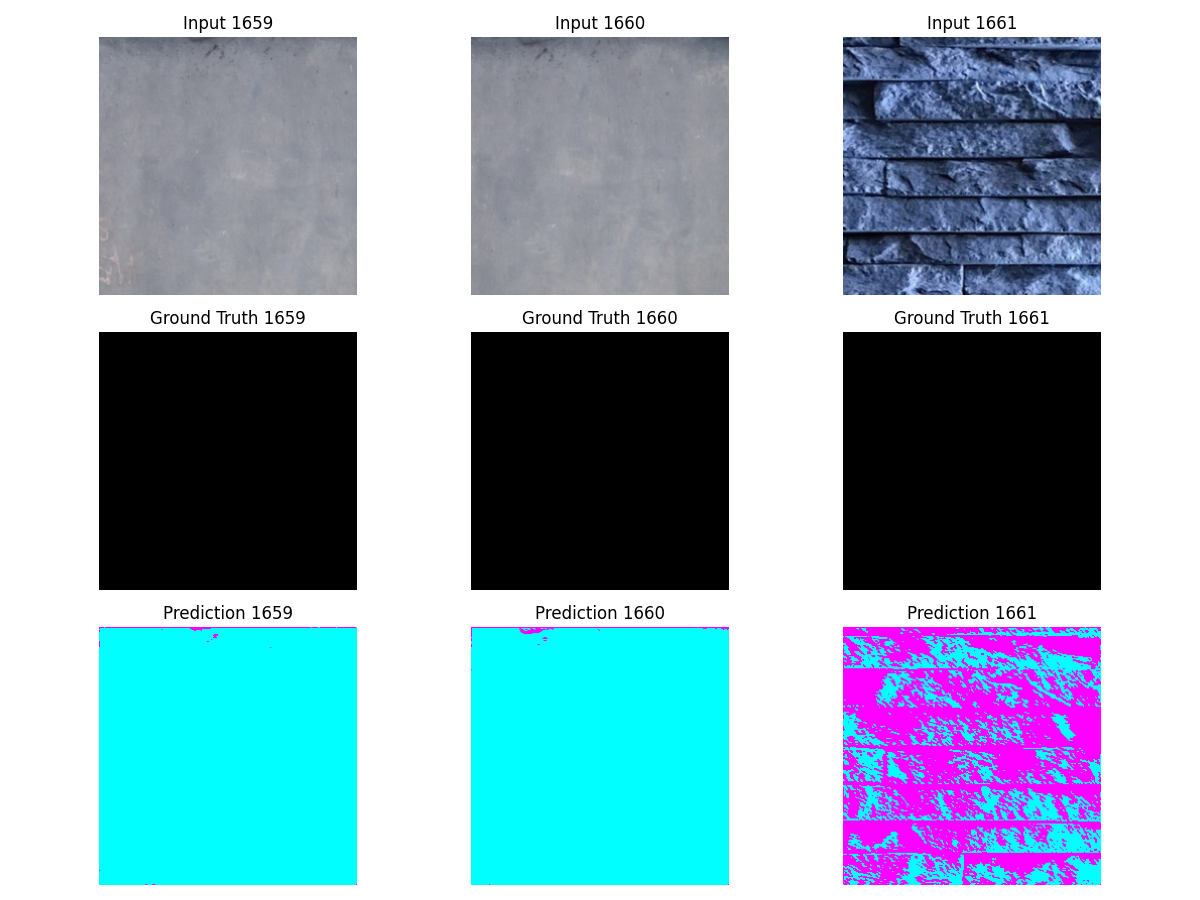 Input 1659
Input 1660
Input 1661
Ground Truth 1659
Ground Truth 1660
Ground Truth 1661
Prediction 1659
Prediction 1660
Prediction 1661